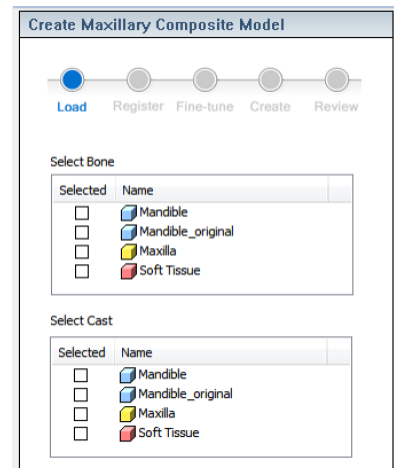 Create Maxillary Composite Model
Load Register Fine-tune Create Review
Select Bone
Selected Name
Mandible
Mandible_original
Maxilla
Soft Tissue
Select Cast
Selected Name
Mandible
Mandible_original
Maxilla
Soft Tissue